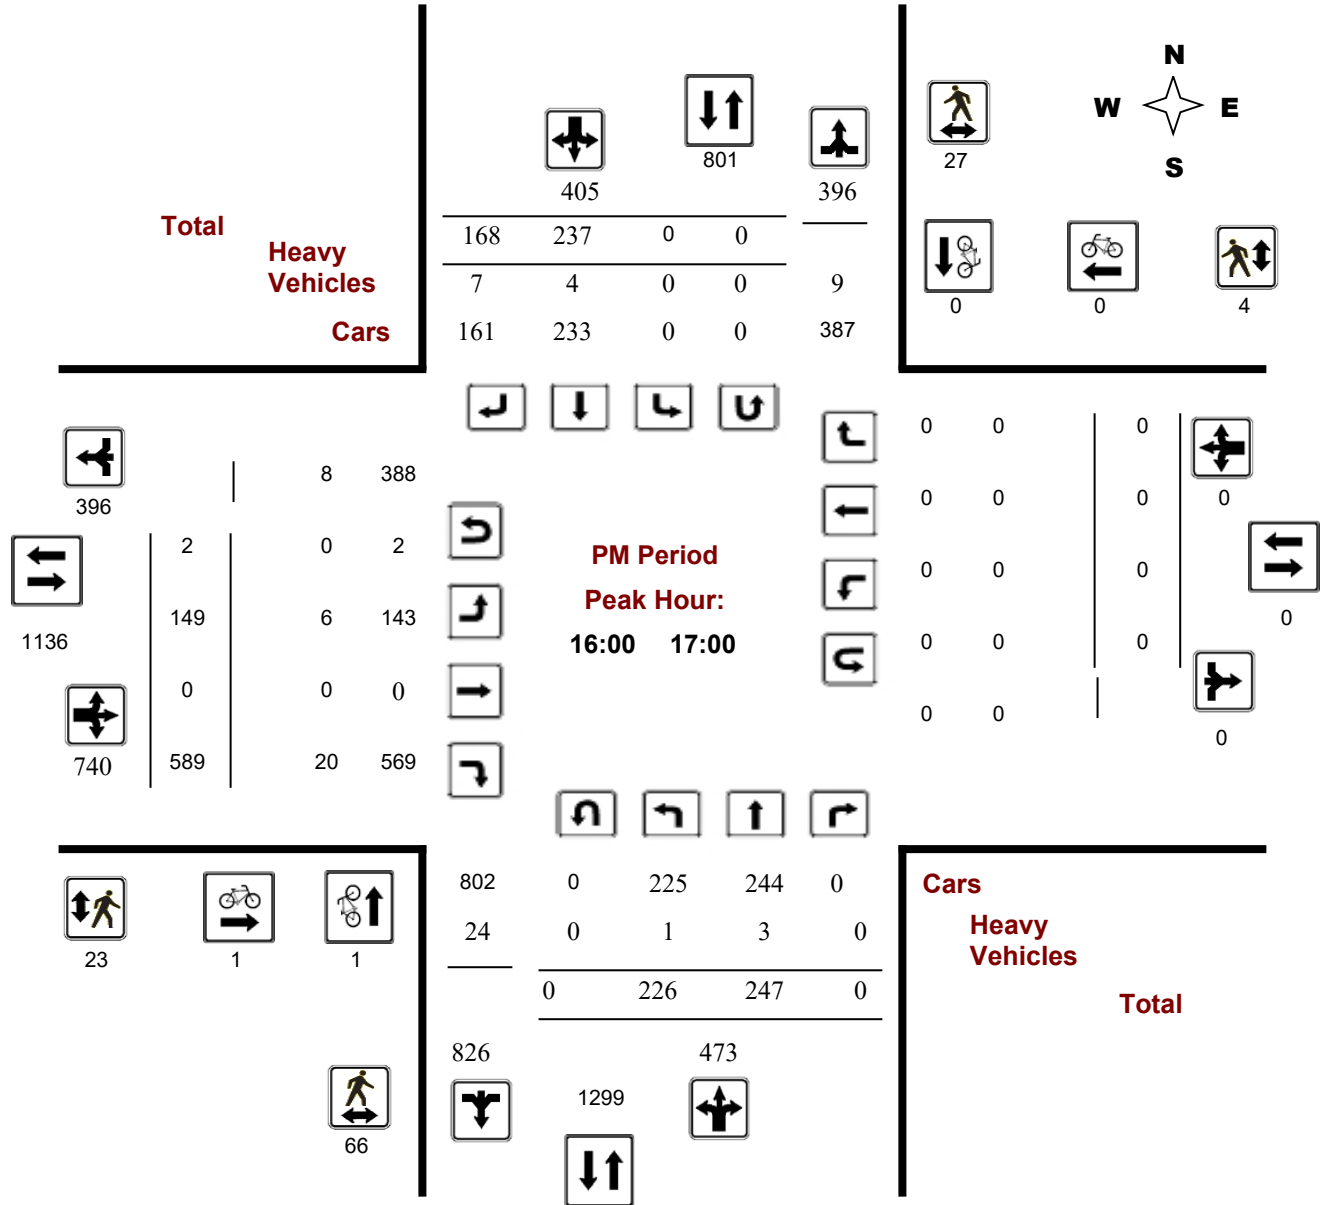 N
W E
S
801
27
405
396
Total
168 237 0 0
Heavy
Vehicles
7 4 0 0 9
0 0 4
Cars
161 233 0 0 387
0 0 0
8 388
396
0 0 0 0
2 0 2
PM Period
0 0 0
Peak Hour:
149 6 143
0
1136
16:00 17:00
0 0 0
0 0 0
0 0
0
740 589 20 569
802 0 225 244 0
Cars
24 0 1 3 0
Heavy
Vehicles
23 1 1
0 226 247 0
Total
826 473
1299
66